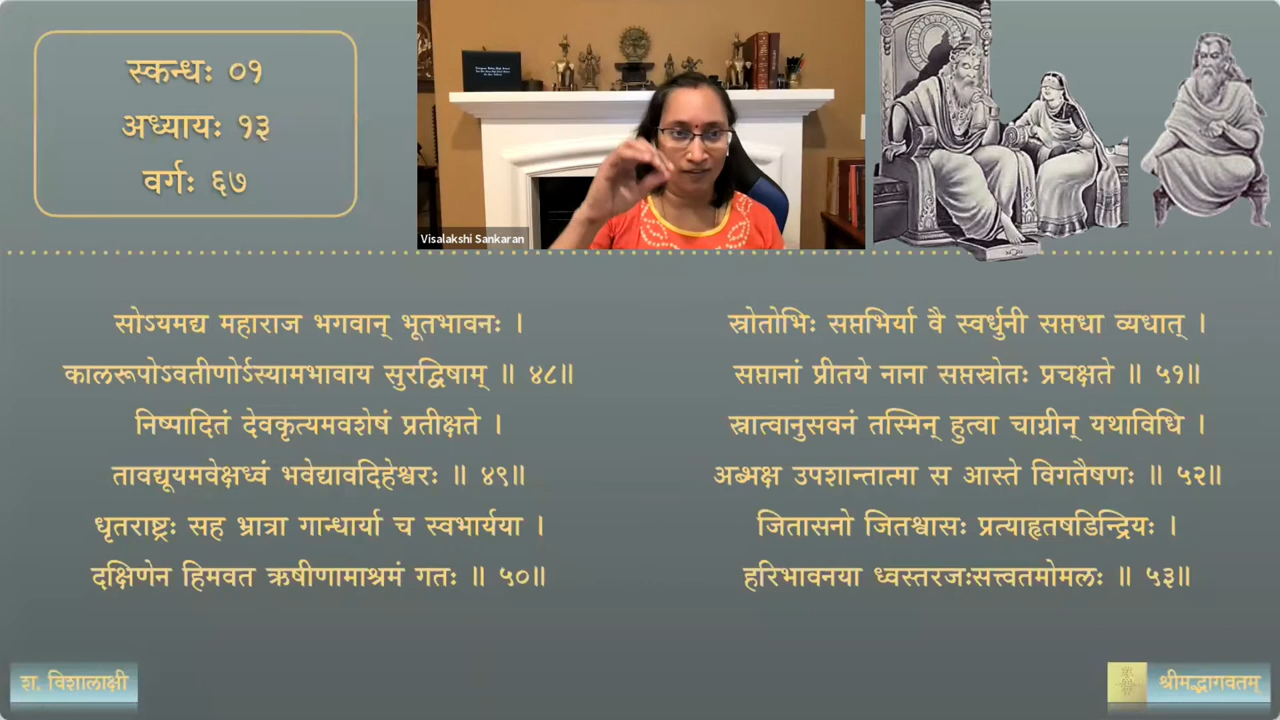 स्कन्धः ०१
अध्यायः १३
वर्गः ६७
Visalakshi Sankaran
सोऽयमद्य महाराज भगवान् भूतभावनः ।
कालरूपोऽवतीर्णोऽस्यामभावाय सुरद्विषाम् ॥ ४८॥
निष्पादितं देवकृत्यमवशेषं प्रतीक्षते ।
तावद्यूयमवेक्षध्वं भवेद्यावदिहेश्वरः ॥ ४९॥
धृतराष्ट्रः सह भ्रात्रा गान्धार्या च स्वभार्यया ।
दक्षिणेन हिमवत ऋषीणामाश्रमं गतः ॥ ५०॥
स्रोतोभिः सप्तभिर्या वै स्वर्धुनी सप्तधा व्यधात् ।
सप्तानां प्रीतये नाना सप्तस्रोतः प्रचक्षते ॥ ५१॥
स्नात्वानुसवनं तस्मिन् हुत्वा चाग्नीन् यथाविधि ।
अब्भक्ष उपशान्तात्मा स आस्ते विगतैषणः ॥ ५२॥
जितासनो जितश्वासः प्रत्याहृतषडिन्द्रियः ।
हरिभावनया ध्वस्तरजःसत्त्वतमोमलः ॥ ५३॥
श. विशालाक्षी
श्रीमद्भागवतम्